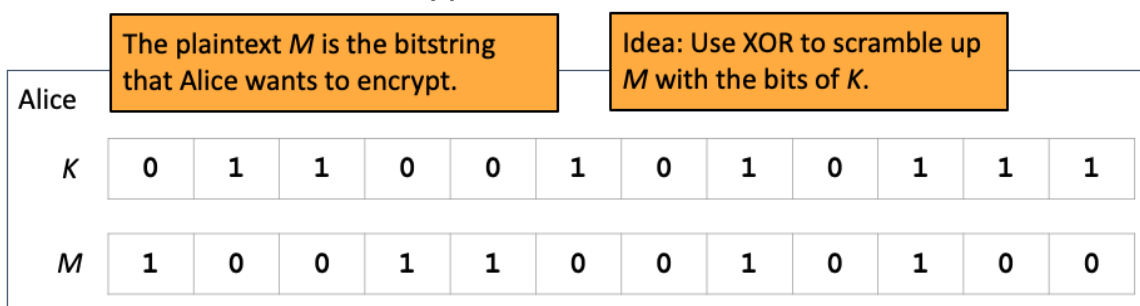 The plaintext M is the bitstring
that Alice wants to encrypt.
Idea: Use XOR to scramble up
M with the bits of K.
Alice
K 0 1 1 0 0 1 0 1 0 1 1 1
M 1 0 0 1 1 0 0 1 0 1 0 0